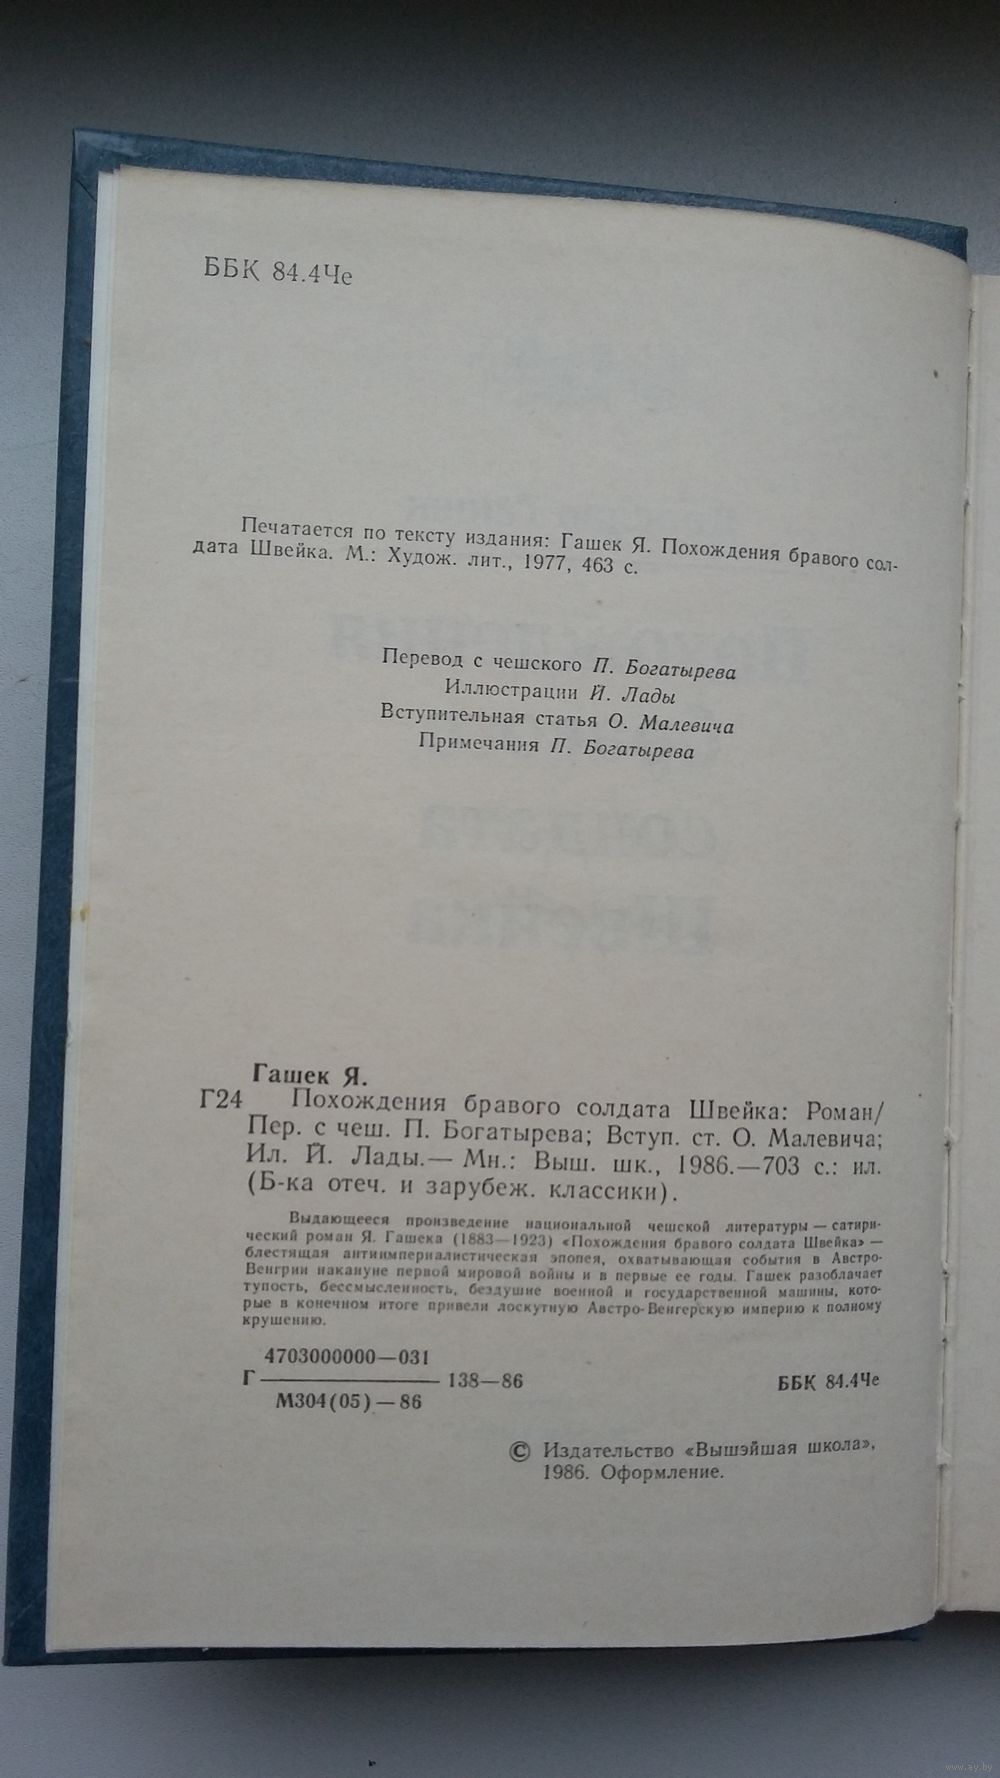 ББК 84.4Че
Печатается по тексту издания: Гашек Я. Похождения бравого сол-
дата Швейка. М.: Худож. лит., 1977, 463 с.
Перевод с чешского П. Богатырева
Иллюстрации Й. Лады
Вступительная статья О. Малевича
Примечания П. Богатырева
Гашек Я.
Г24 Похождения бравого солдата Швейка: Роман/
Пер. с чеш. П. Богатырева; Вступ. ст. О. Малевича;
Ил. Й. Лады.— Мн.: Выш. шк., 1986.—703 с.: ил.
(Б-ка отеч. и зарубеж. классики).
Выдающееся произведение национальной чешской литературы — сатири-
ческий роман Я. Гашека (1883—1923) «Похождения бравого солдата Швейка» —
блестящая антиимпериалистическая эпопея, охватывающая события в Австро-
Венгрии накануне первой мировой войны и в первые ее годы. Гашек разоблачает
тупость, бессмысленность, бездушие военной и государственной машины, кото-
рые в конечном итоге привели лоскутную Австро-Венгерскую империю к полному
крушению.
4703000000—031
Г 138—86 ББК 84.4Че
М304(05)—86
© Издательство «Вышэйшая школа»,
1986. Оформление.
www.ay.by